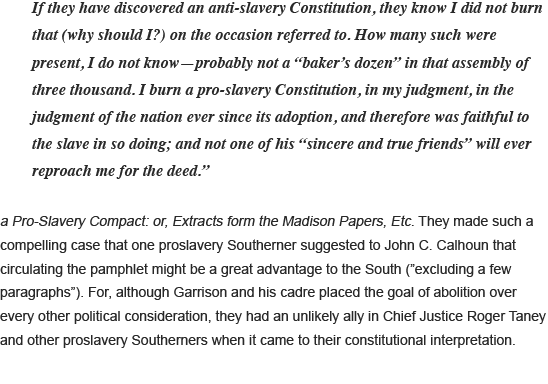 If they have discovered an anti-slavery Constitution, they know I did not burn
that (why should I?) on the occasion referred to. How many such were
present, I do not know—probably not a “baker’s dozen” in that assembly of
three thousand. I burn a pro-slavery Constitution, in my judgment, in the
judgment of the nation ever since its adoption, and therefore was faithful to
the slave in so doing; and not one of his “sincere and true friends” will ever
reproach me for the deed.”
a Pro-Slavery Compact: or, Extracts form the Madison Papers, Etc. They made such a
compelling case that one proslavery Southerner suggested to John C. Calhoun that
circulating the pamphlet might be a great advantage to the South (”excluding a few
paragraphs”). For, although Garrison and his cadre placed the goal of abolition over
every other political consideration, they had an unlikely ally in Chief Justice Roger Taney
and other proslavery Southerners when it came to their constitutional interpretation.